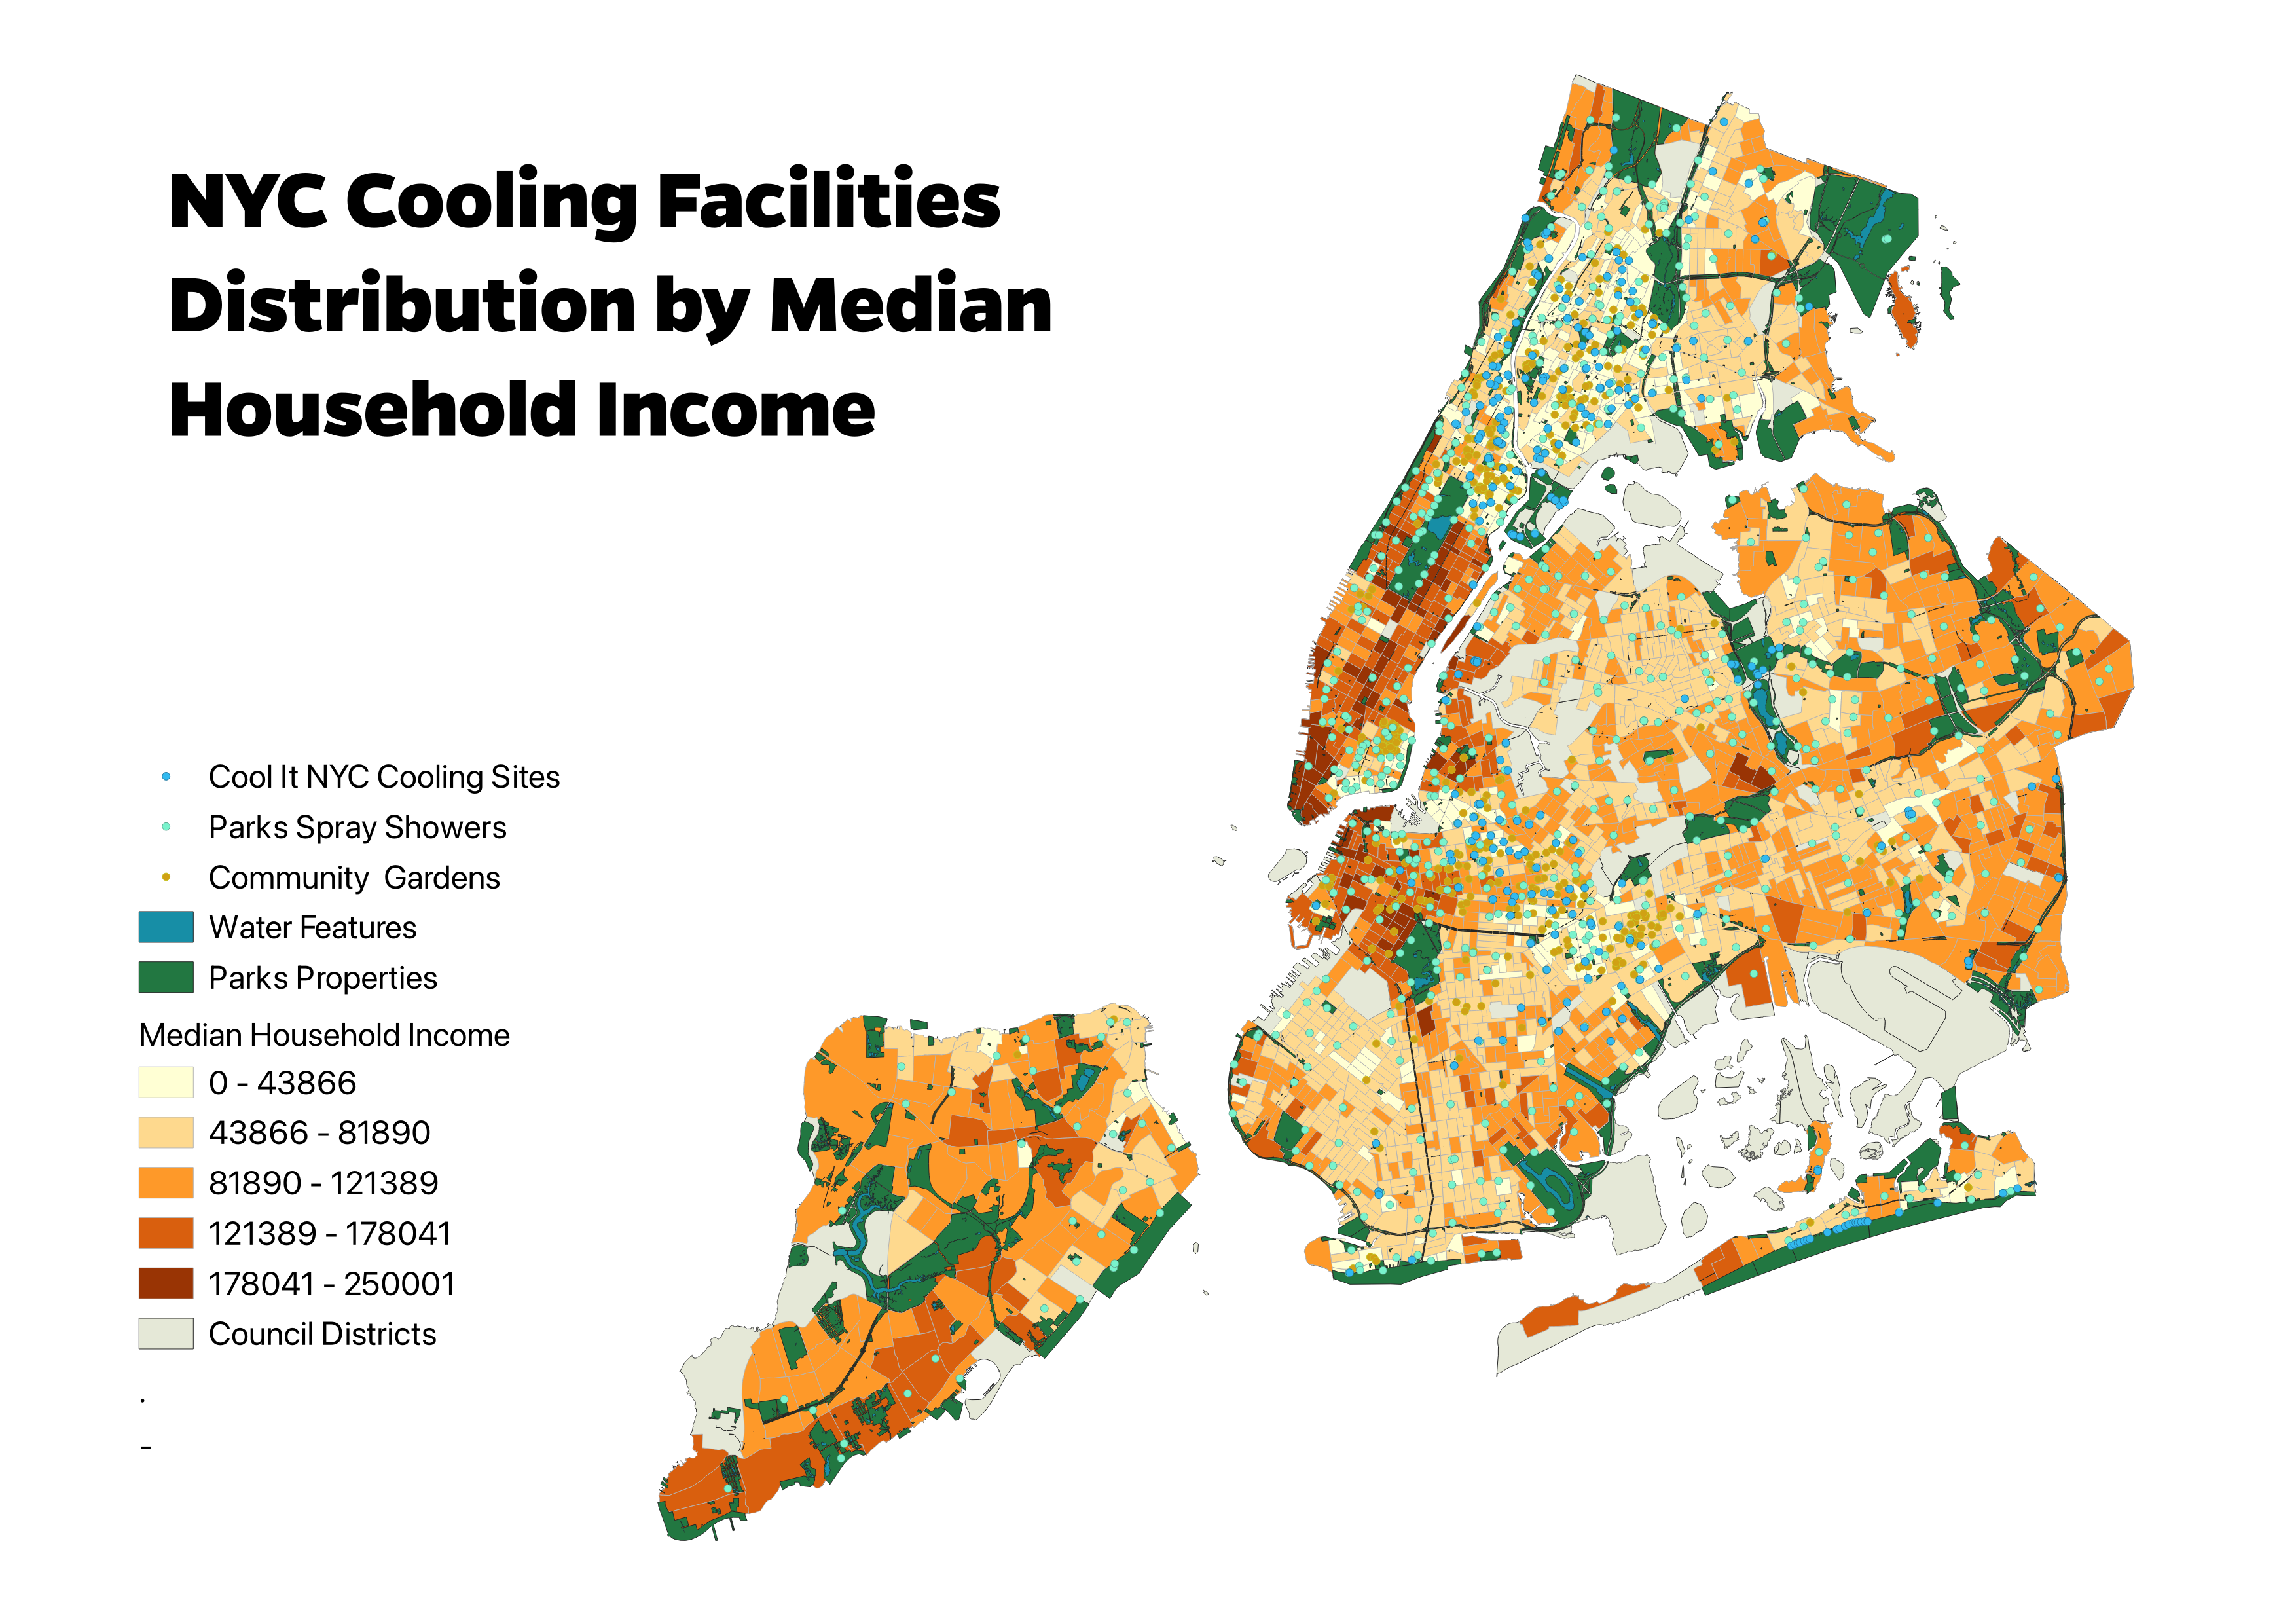 NYC Cooling Facilities
Distribution by Median
Household Income
Cool It NYC Cooling Sites
Parks Spray Showers
Community  Gardens
Water Features
Parks Properties
Median Household Income
0 - 43866
43866 - 81890
81890 - 121389
121389 - 178041
178041 - 250001
Council Districts
.
-